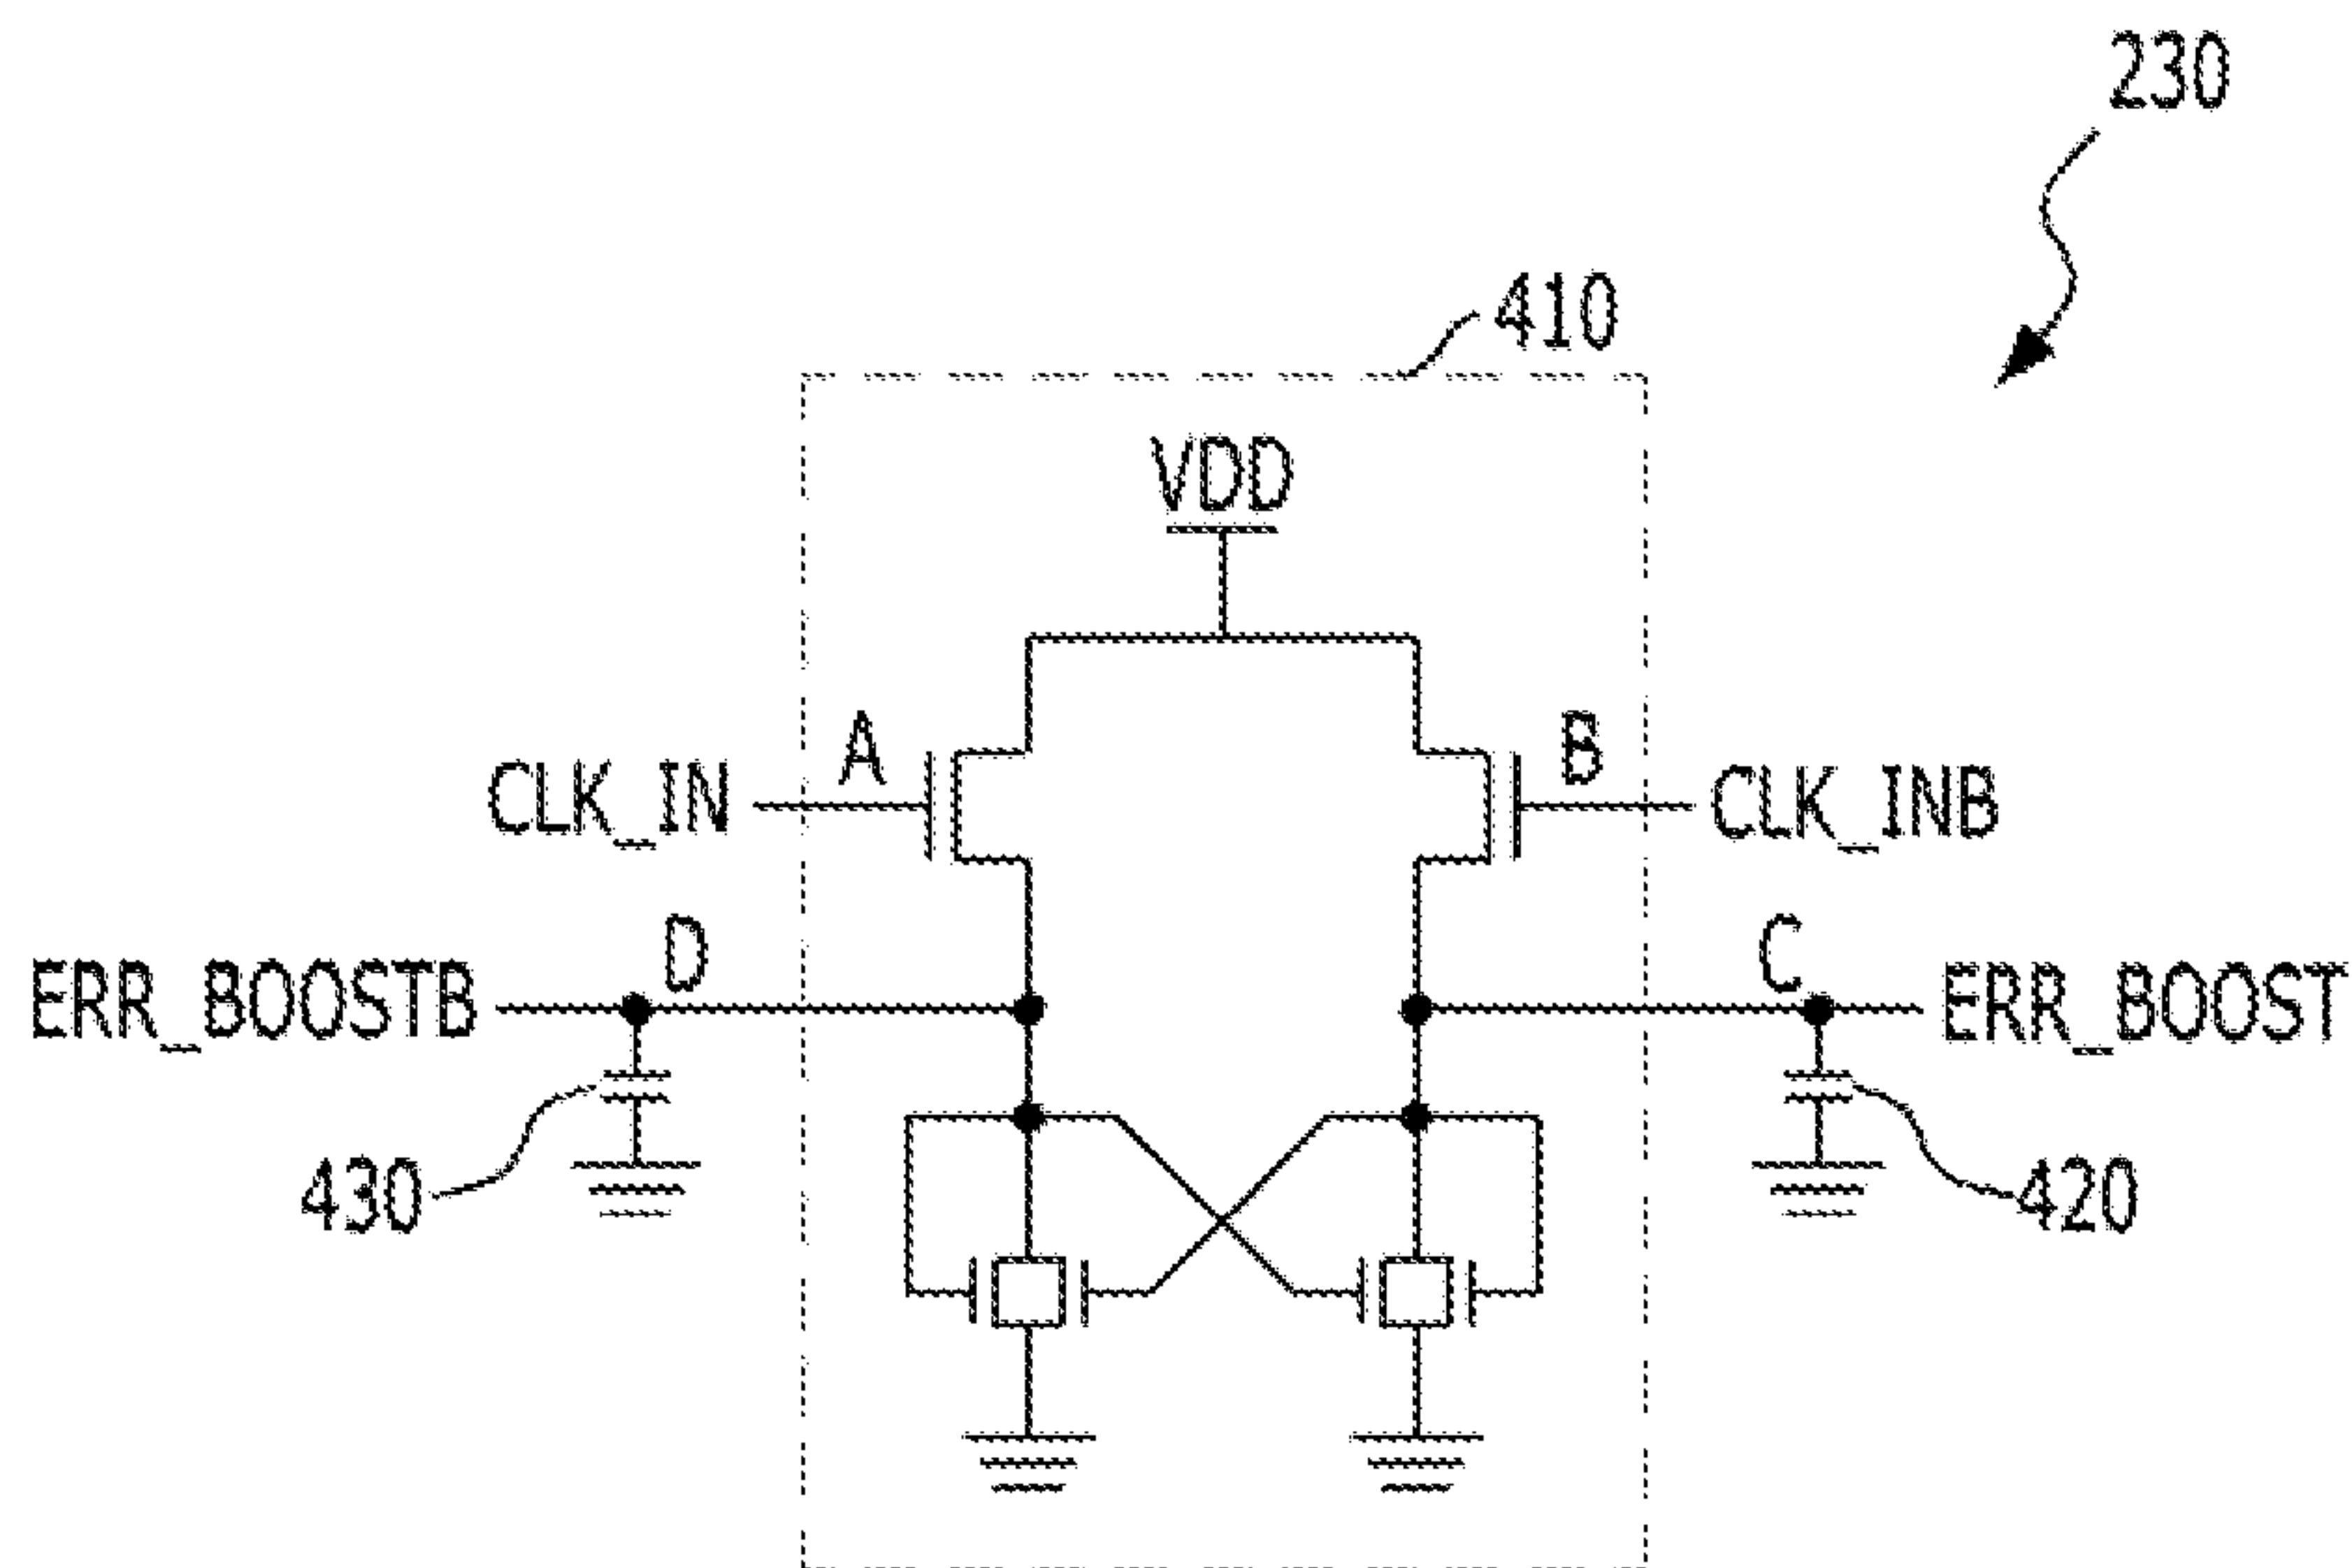 230
410
VDD
A
B
CLK_IN
CLK_INB
D
C
ERR_BOOSTB
ERR_BOOST
430
420